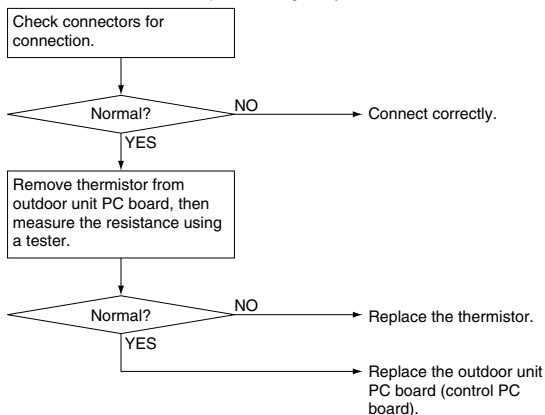 Check connectors for
connection.
Normal?
NO
Connect correctly.
YES
Remove thermistor from
outdoor unit PC board, then
measure the resistance using
a tester.
Normal?
NO
Replace the thermistor.
YES
Replace the outdoor unit
PC board (control PC
board).